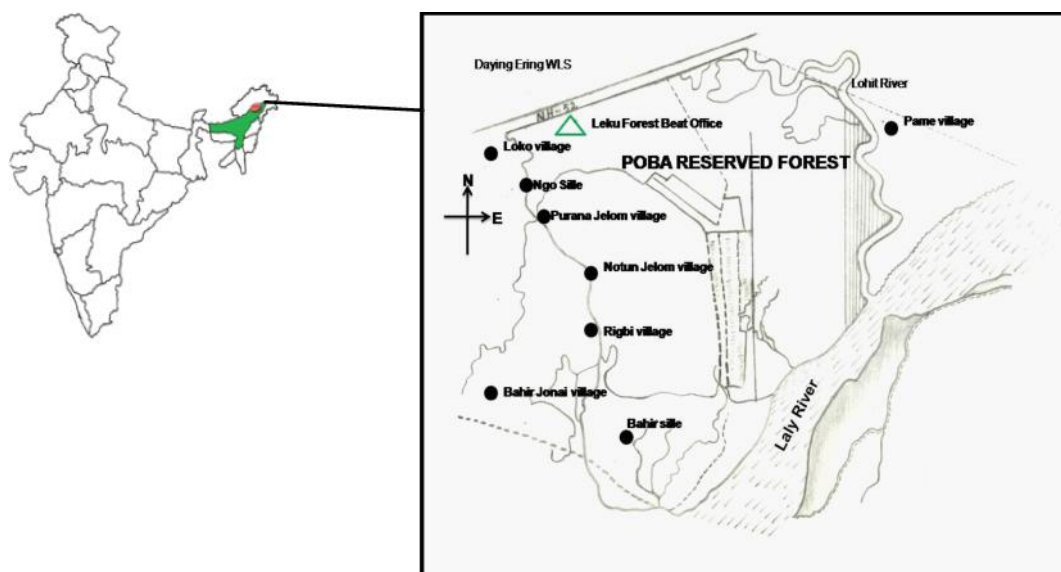 Daying Ering WLS
Lohit River
NH-52
Leku Forest Beat Office
Pame village
Loko village
POBA RESERVED FOREST
N
Ngo Sille
E
Purana Jelom village
Notun Jelom village
Rigbi village
Bahir Jonai village
Laly River
Bahir sille